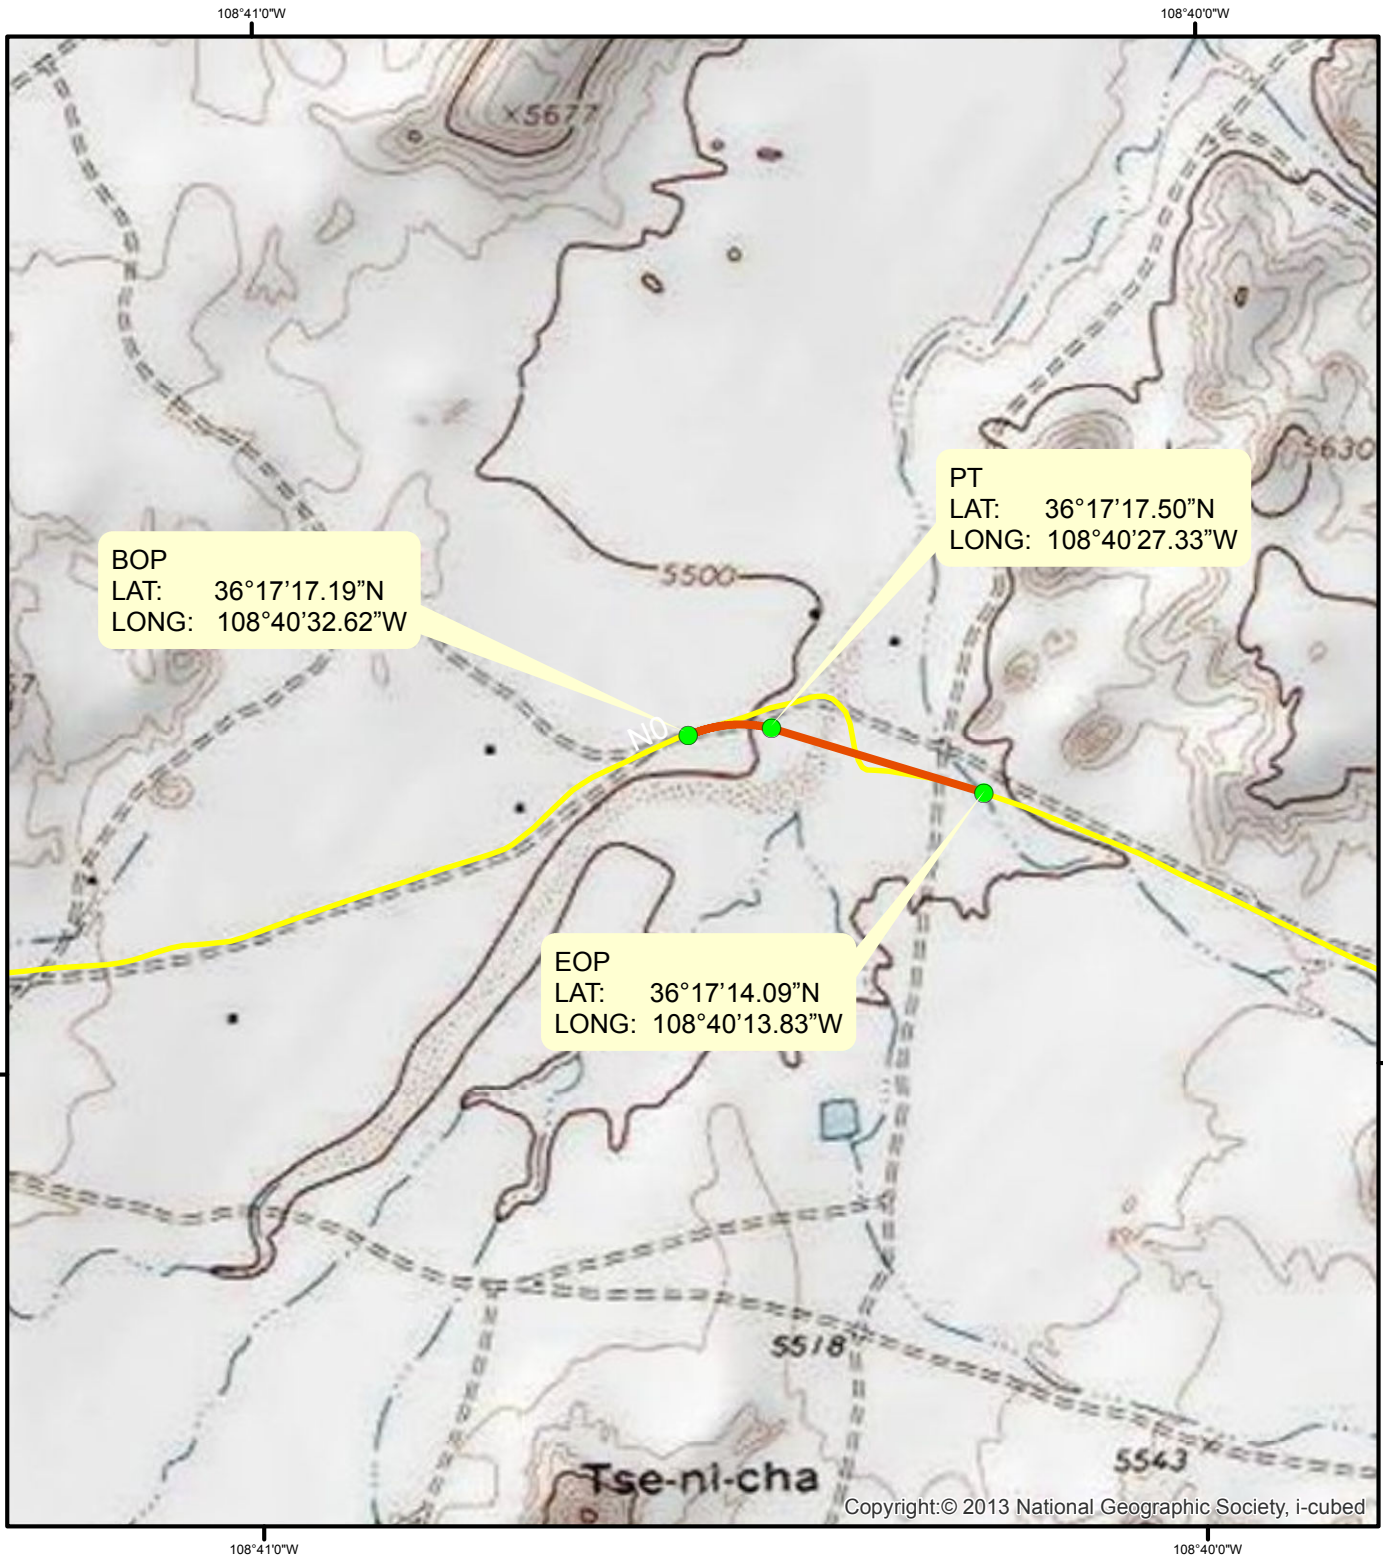 108°41'0"W
108°40'0"W
×5677
5630
PT
LAT: 36°17'17.50"N
LONG: 108°40'27.33"W
BOP
LAT: 36°17'17.19"N
LONG: 108°40'32.62"W
5500
N0
EOP
LAT: 36°17'14.09"N
LONG: 108°40'13.83"W
5518
5543
Tse-ni-cha
Copyright:© 2013 National Geographic Society, i-cubed
108°41'0"W
108°40'0"W